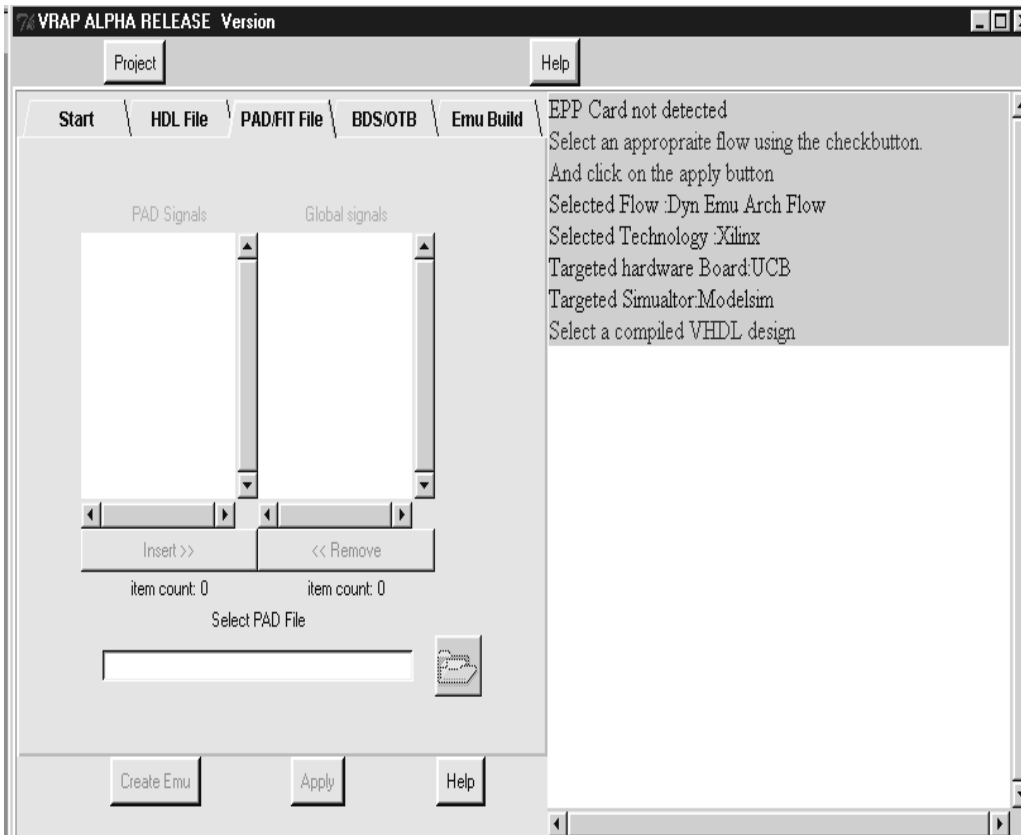 VRAP ALPHA RELEASE Version
Project
Help
Start
HDL File
PAD/FIT File
BDS/OTB
Emu Build
PAD Signals
Global signals
Insert >>
<< Remove
item count: 0
item count: 0
Select PAD File
Create Emu
Apply
Help
EPP Card not detected
Select an appropraite flow using the checkbutton.
And click on the apply button
Selected Flow :Dyn Emu Arch Flow
Selected Technology :Xilinx
Targeted hardware Board:UCB
Targeted Simualtor:Modelsim
Select a compiled VHDL design